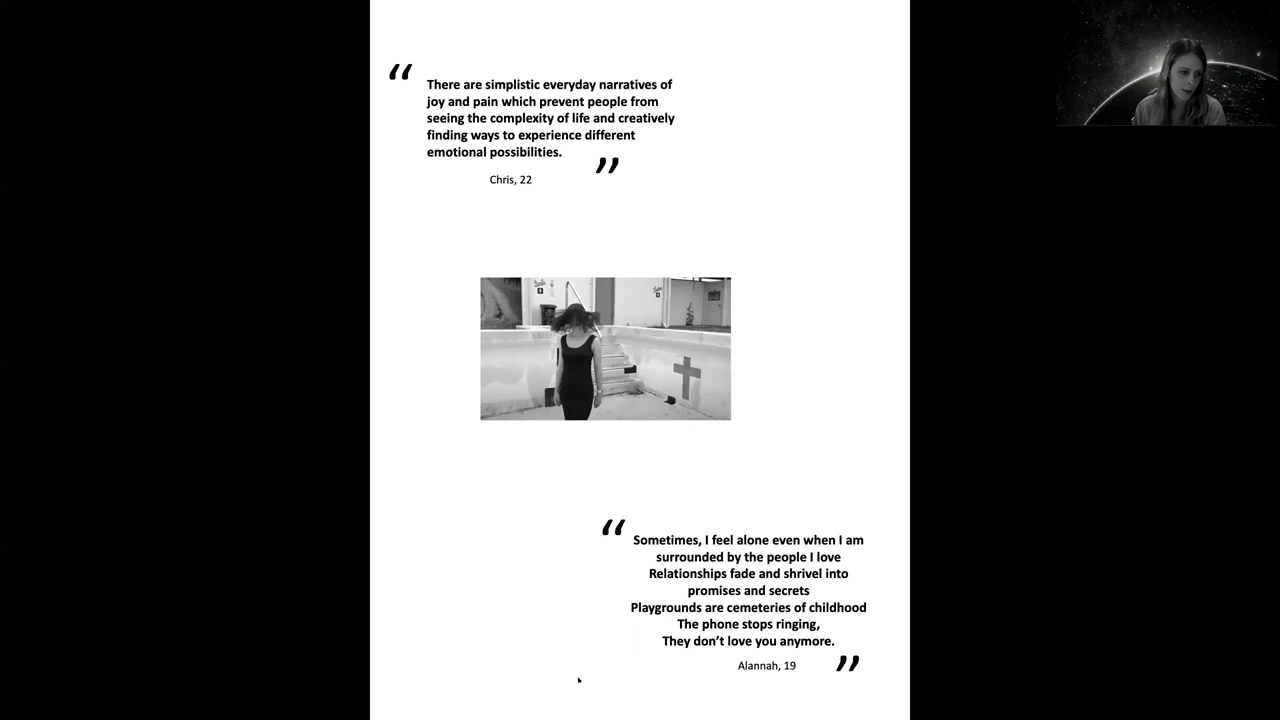 “
There are simplistic everyday narratives of
joy and pain which prevent people from
seeing the complexity of life and creatively
finding ways to experience different
emotional possibilities.
”
Chris, 22
“
Sometimes, I feel alone even when I am
surrounded by the people I love
Relationships fade and shrivel into
promises and secrets
Playgrounds are cemeteries of childhood
The phone stops ringing,
They don’t love you anymore.
Alannah, 19
”